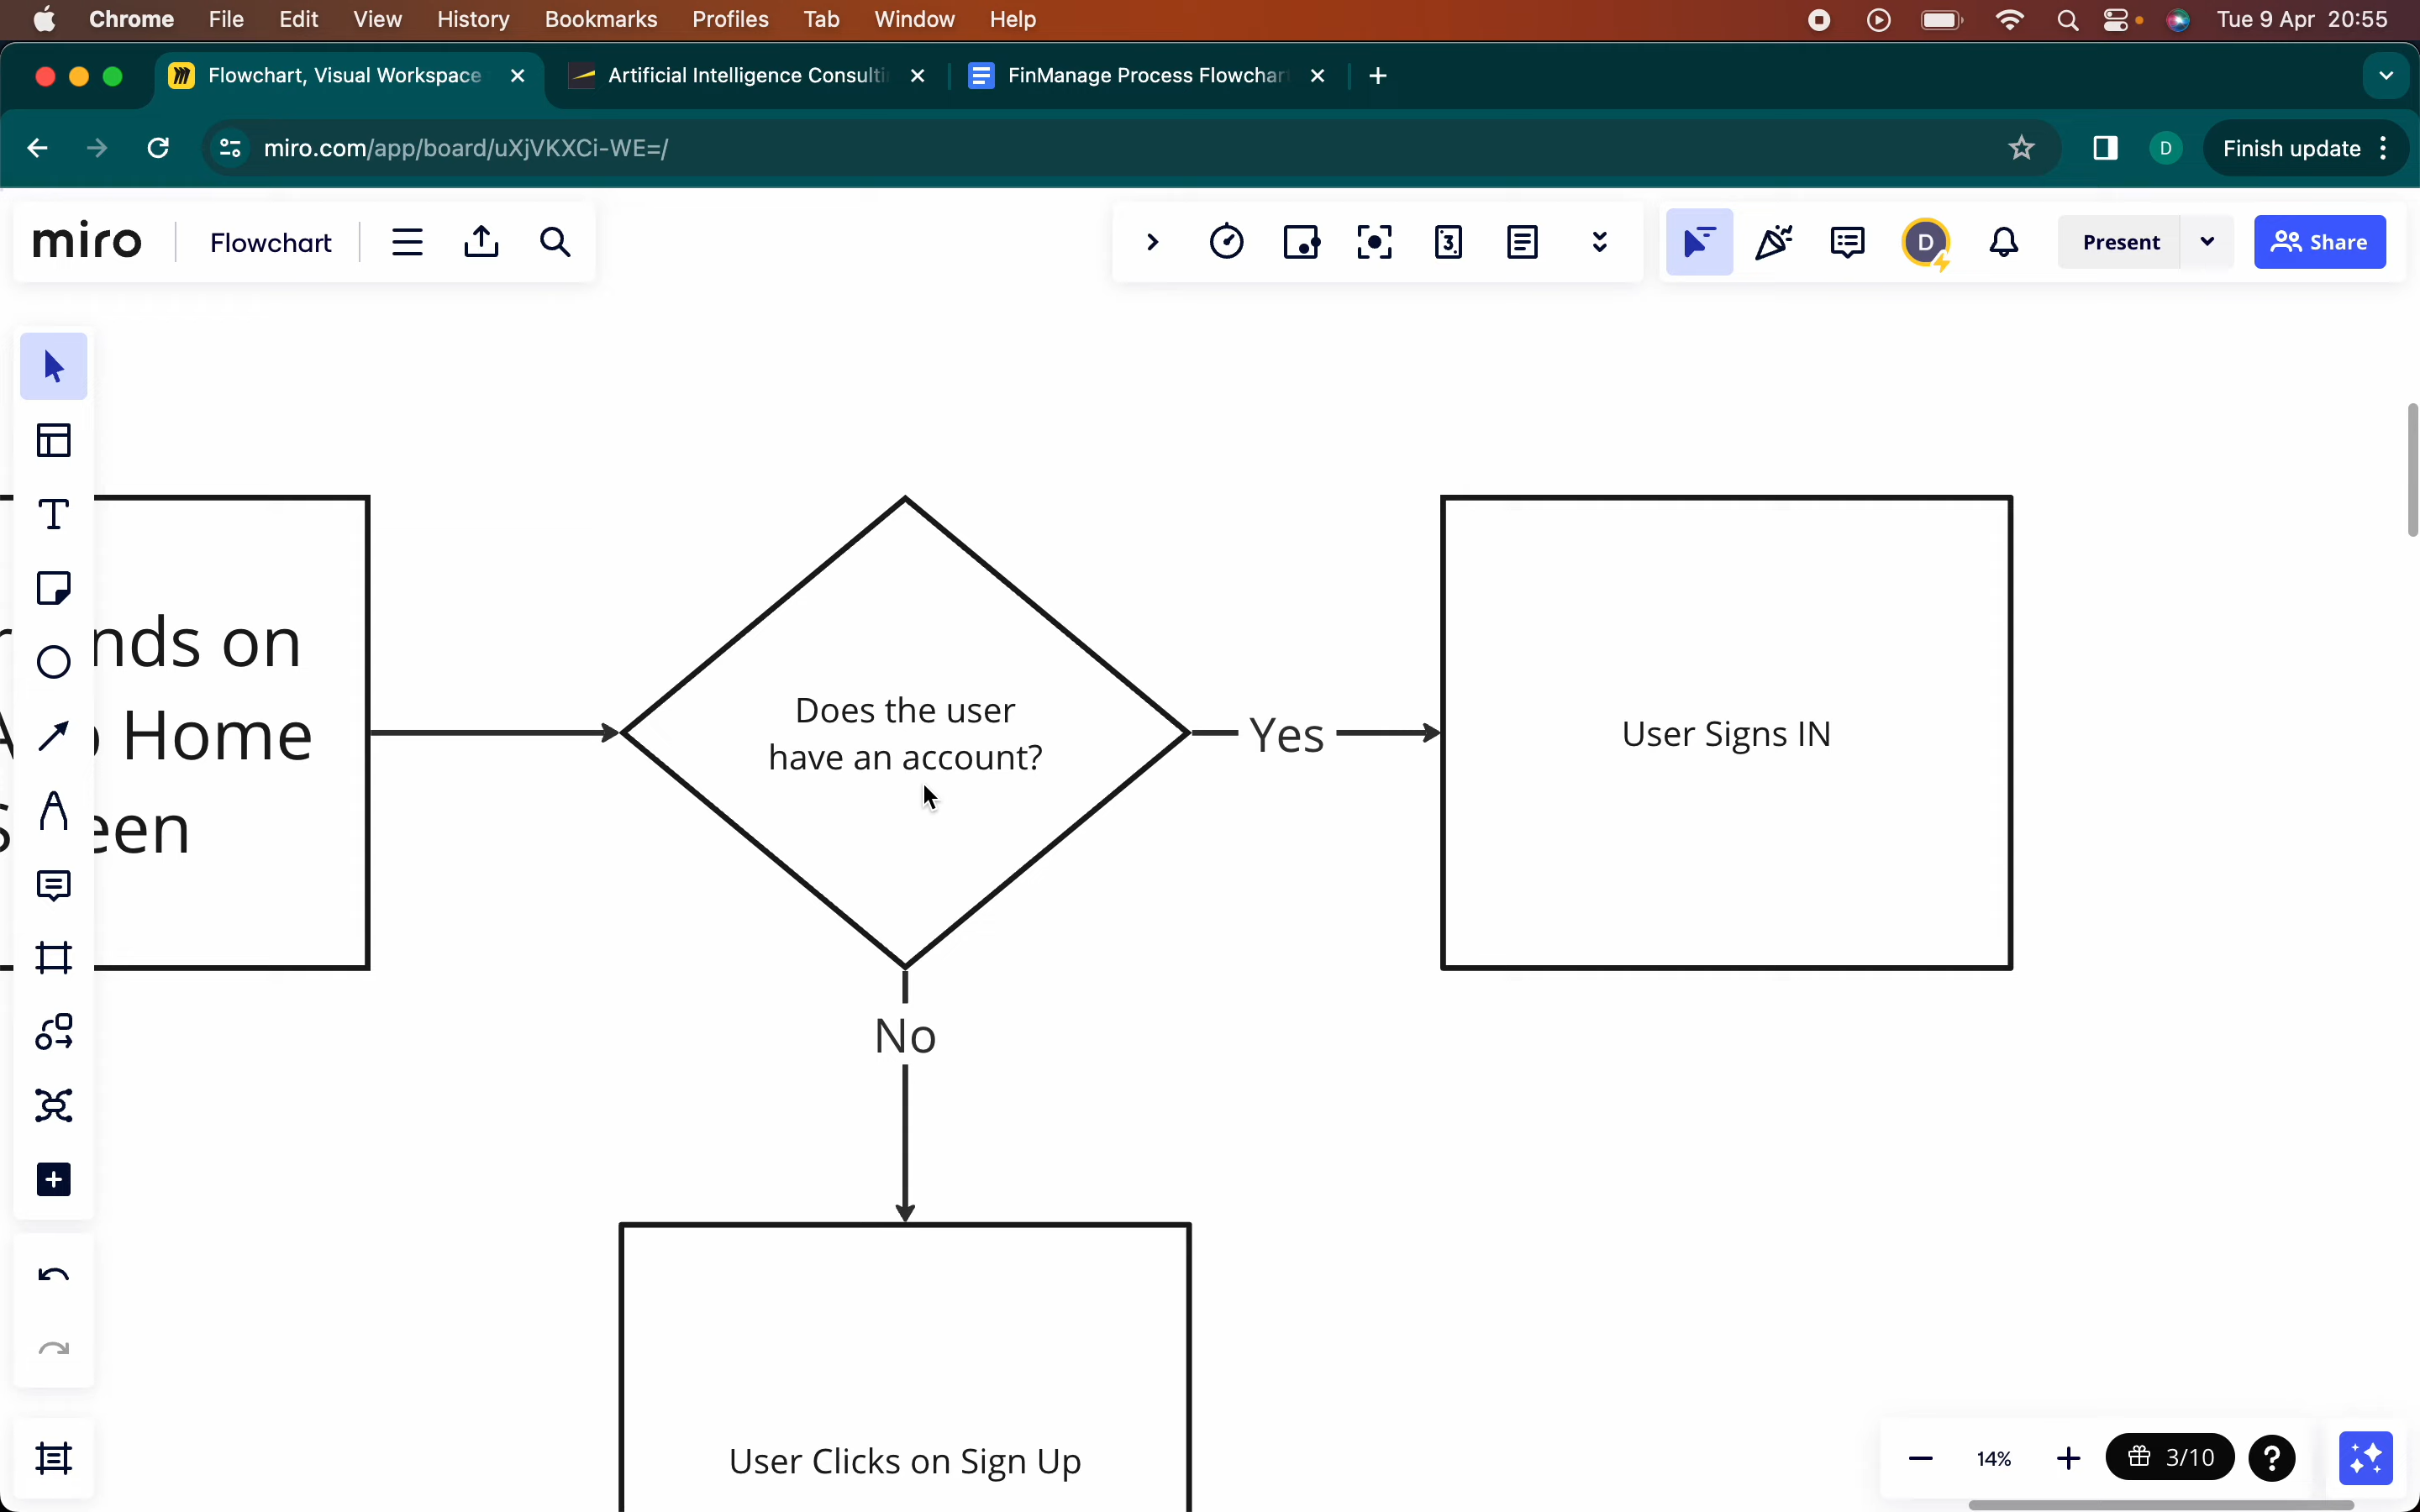 Chrome File Edit View History Bookmarks Profiles Tab Window Help Tue 9 Apr 20:55
Flowchart, Visual Workspace Artificial Intelligence Consulti FinManage Process Flowchar
miro.com/app/board/uXjVKXCi-WE=/ D Finish update
miro Flowchart 3 D Present Share
nds on
Home
een
Does the user
have an account?
Yes
User Signs IN
No
User Clicks on Sign Up
14% 3/10 ?